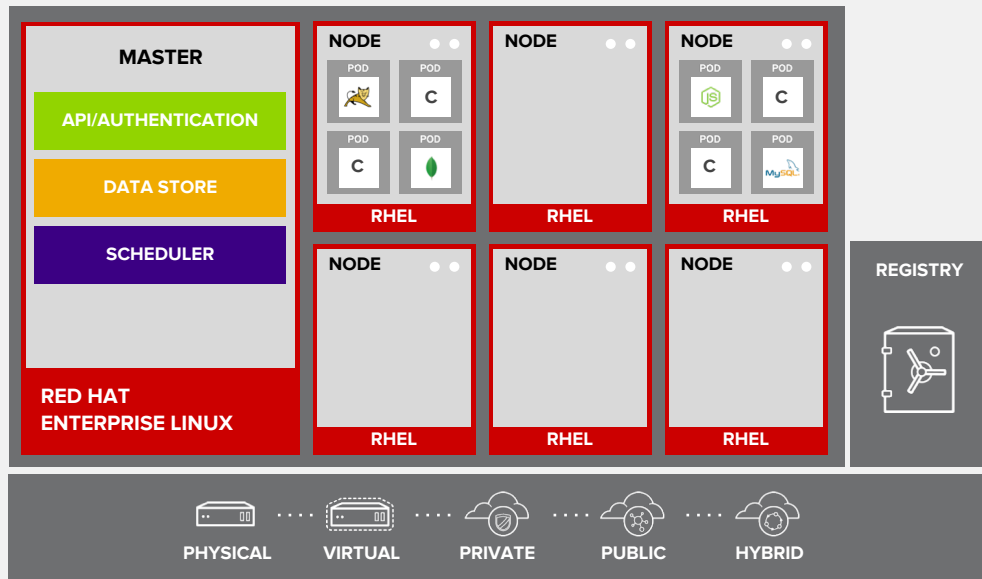 MASTER
API/AUTHENTICATION
DATA STORE
SCHEDULER
RED HAT
ENTERPRISE LINUX
NODE
POD
POD
C
POD
POD
C
RHEL
NODE
RHEL
NODE
POD
POD
JS
C
POD
POD
C
MySQL
RHEL
NODE
RHEL
NODE
RHEL
NODE
RHEL
REGISTRY
PHYSICAL
VIRTUAL
PRIVATE
PUBLIC
HYBRID